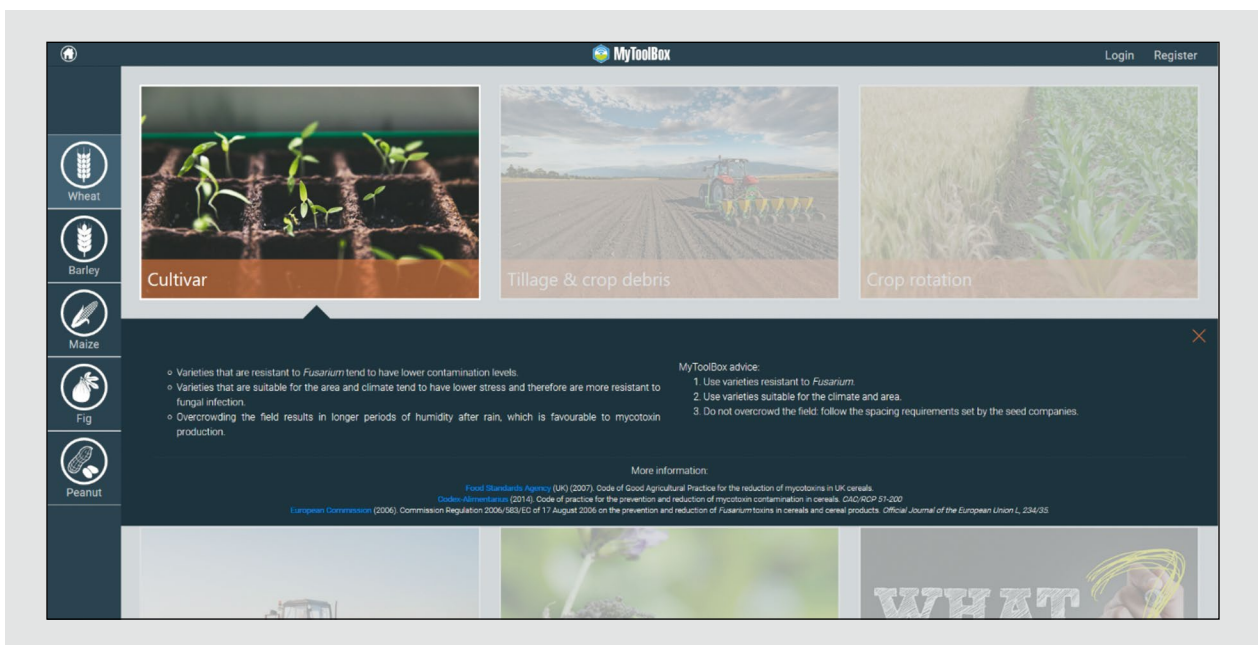 MyToolBox
Login Register
Wheat
Barley
Maize
Fig
Peanut
Cultivar
Tillage & crop debris
Crop rotation
Varieties that are resistant to Fusarium tend to have lower contamination levels.
Varieties that are suitable for the area and climate tend to have lower stress and therefore are more resistant to
fungal infection.
Overcrowding the field results in longer periods of humidity after rain, which is favourable to mycotoxin
production.
MyToolBox advice:
1. Use varieties resistant to Fusarium.
2. Use varieties suitable for the climate and area.
3. Do not overcrowd the field: follow the spacing requirements set by the seed companies.
More information:
Food Standards Agency (UK) (2007). Code of Good Agricultural Practice for the reduction of mycotoxins in UK cereals.
Codex-Alimentarius (2014). Code of practice for the prevention and reduction of mycotoxin contamination in cereals. CAC/RCP 51-200
European Commission (2006). Commission Regulation 2006/583/EC of 17 August 2006 on the prevention and reduction of Fusarium toxins in cereals and cereal products. Official Journal of the European Union L, 234/35.
WHAT